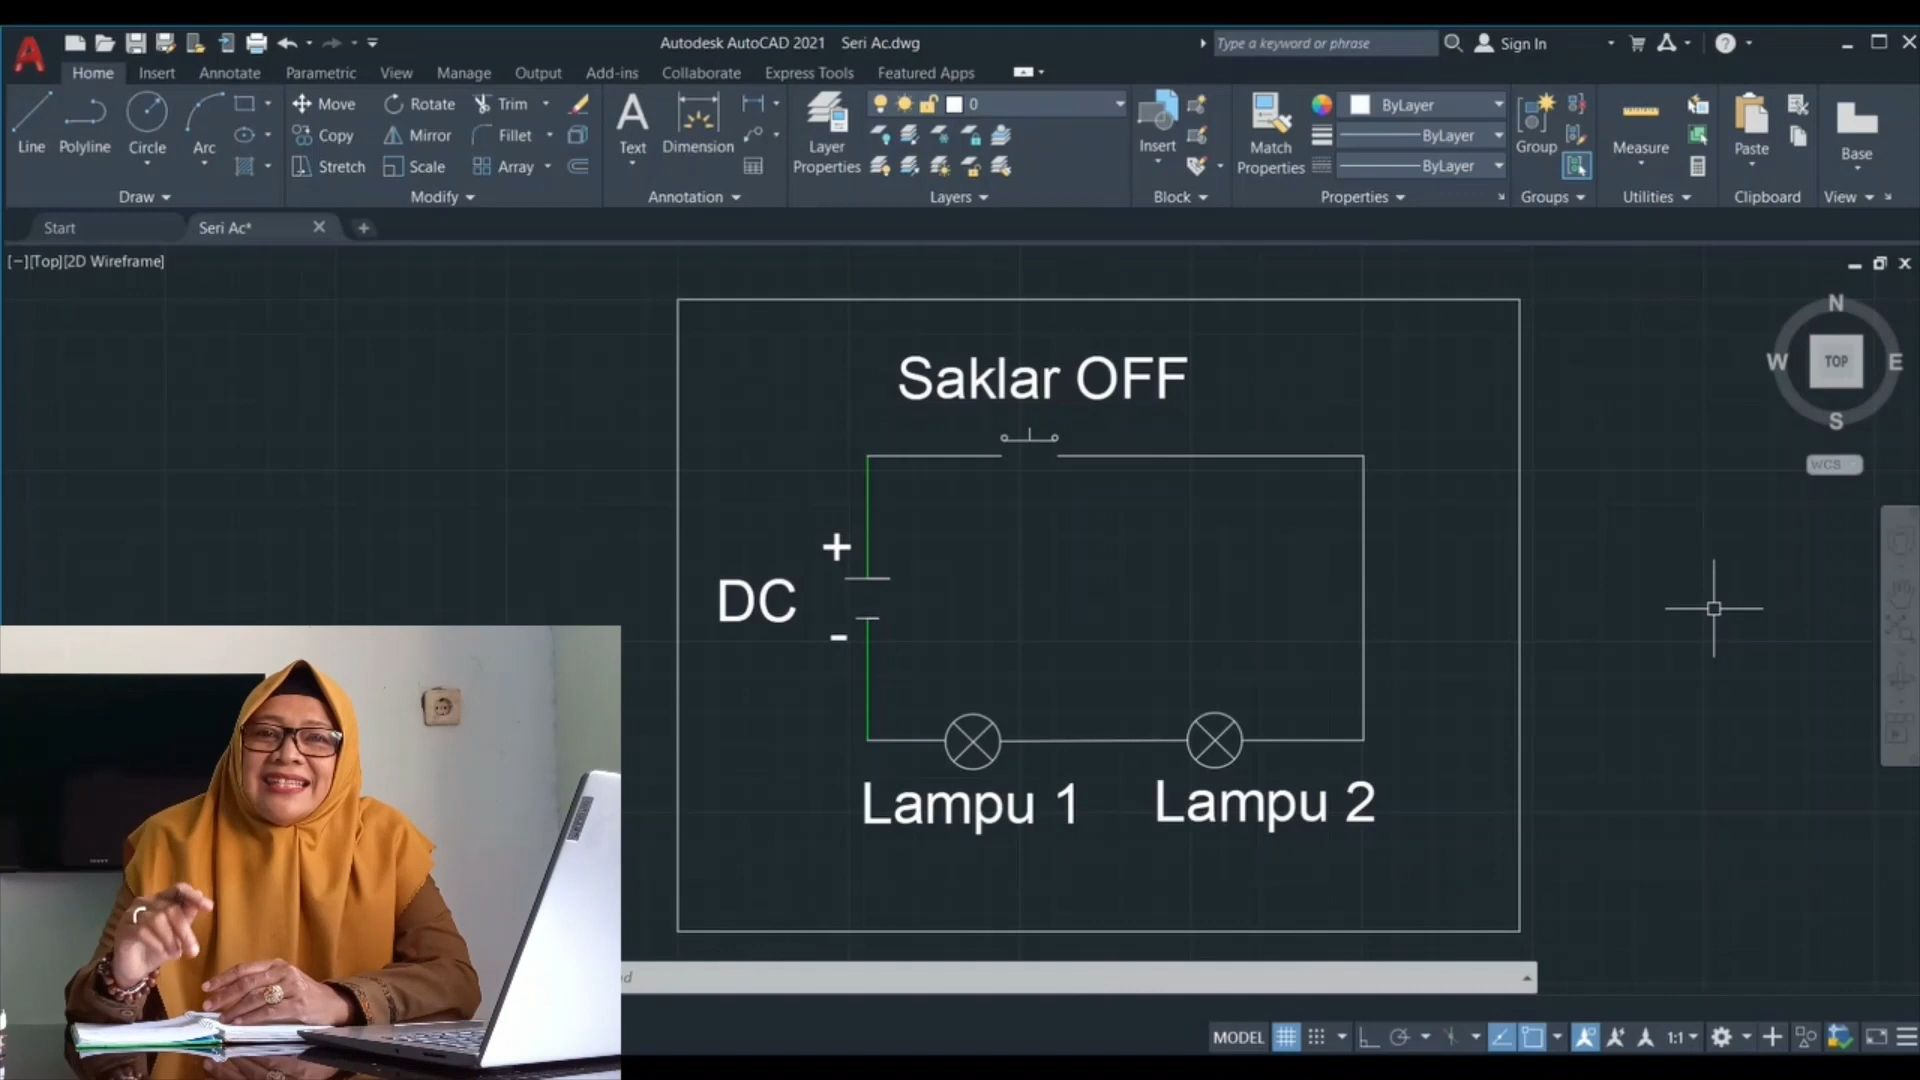 Autodesk AutoCAD 2021 Seri Ac.dwg
Type a keyword or phrase
Sign In
Home Insert Annotate Parametric View Manage Output Add-ins Collaborate Express Tools Featured Apps
Line Polyline Circle Arc
Move Rotate Trim
Copy Mirror Fillet
Stretch Scale Array
Text Dimension
Layer Properties
0
Insert
Match Properties
ByLayer
ByLayer
ByLayer
Group
Measure
Paste
Base
Draw Modify Annotation Layers Block Properties Groups Utilities Clipboard View
Start Seri Ac*
[−][Top][2D Wireframe]
N
W TOP E
S
WCS
Saklar OFF
+
DC
-
Lampu 1 Lampu 2
MODEL 1:1